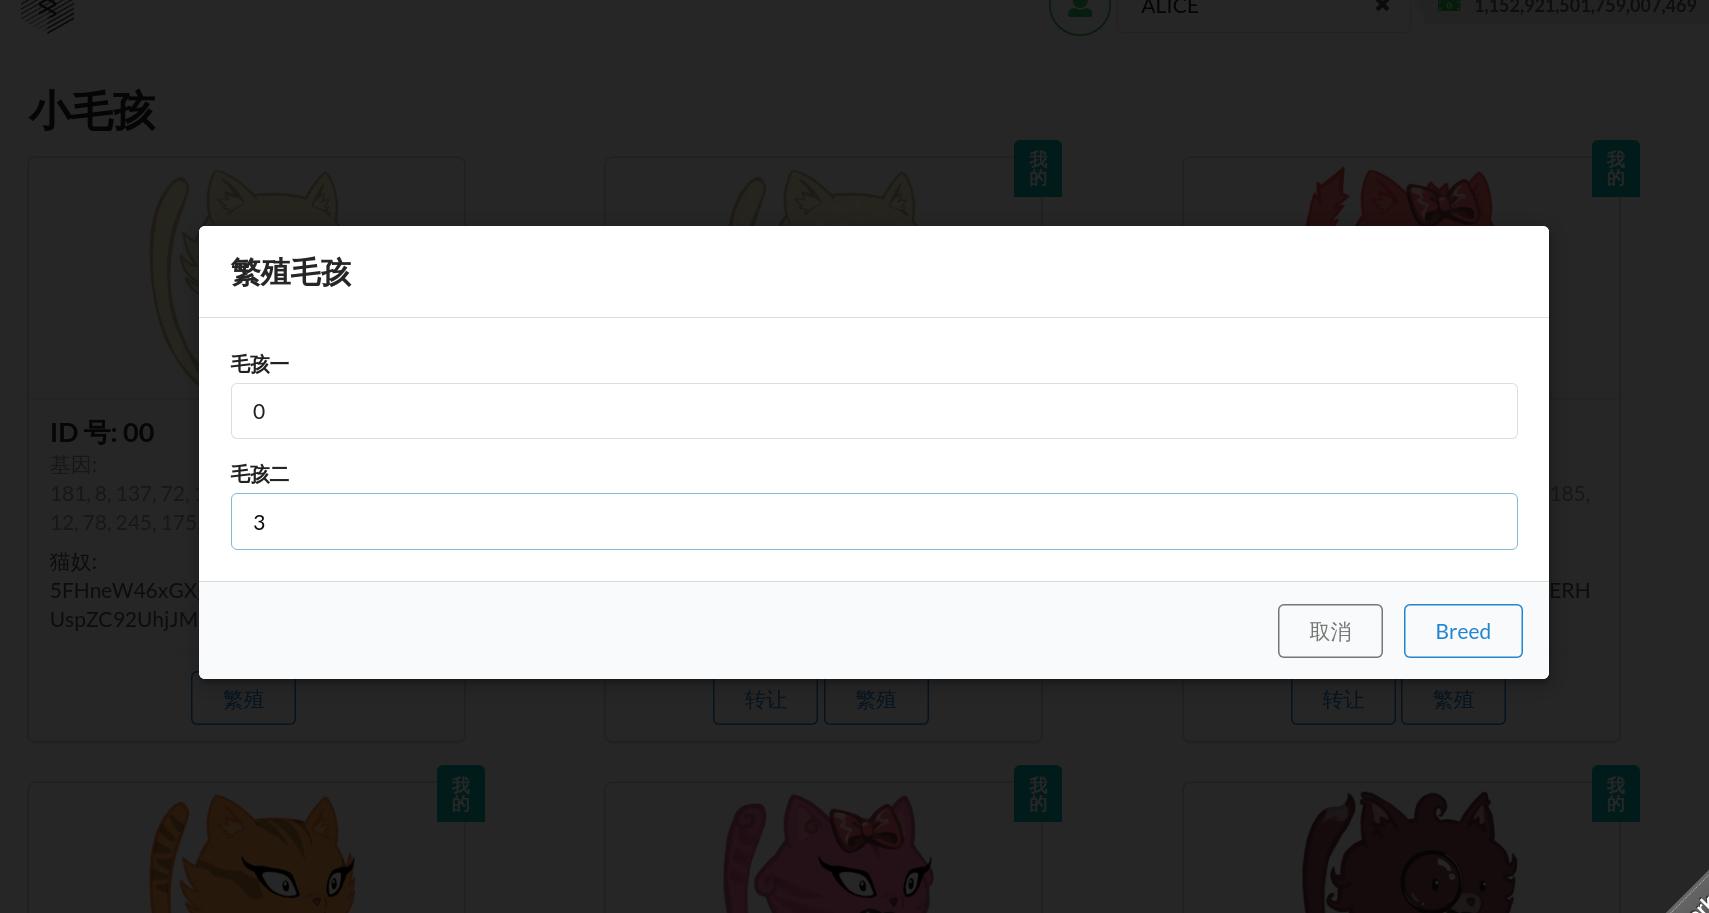 ALICE
1,152,921,501,759,007,469
小毛孩
我的
我的
繁殖毛孩
毛孩一
0
毛孩二
3
取消
Breed
ID 号: 00
基因:
181, 8, 137, 72,
12, 78, 245, 175
185,
猫奴:
5FHneW46xGX
UspZC92UhjJM
ERH
繁殖
转让
繁殖
转让
繁殖
我的
我的
我的